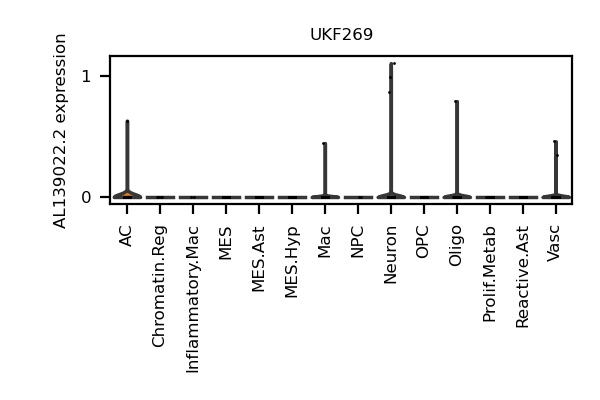 UKF269
AL139022.2 expression
1
0
AC
Chromatin.Reg
Inflammatory.Mac
MES
MES.Ast
MES.Hyp
Mac
NPC
Neuron
OPC
Oligo
Prolif.Metab
Reactive.Ast
Vasc